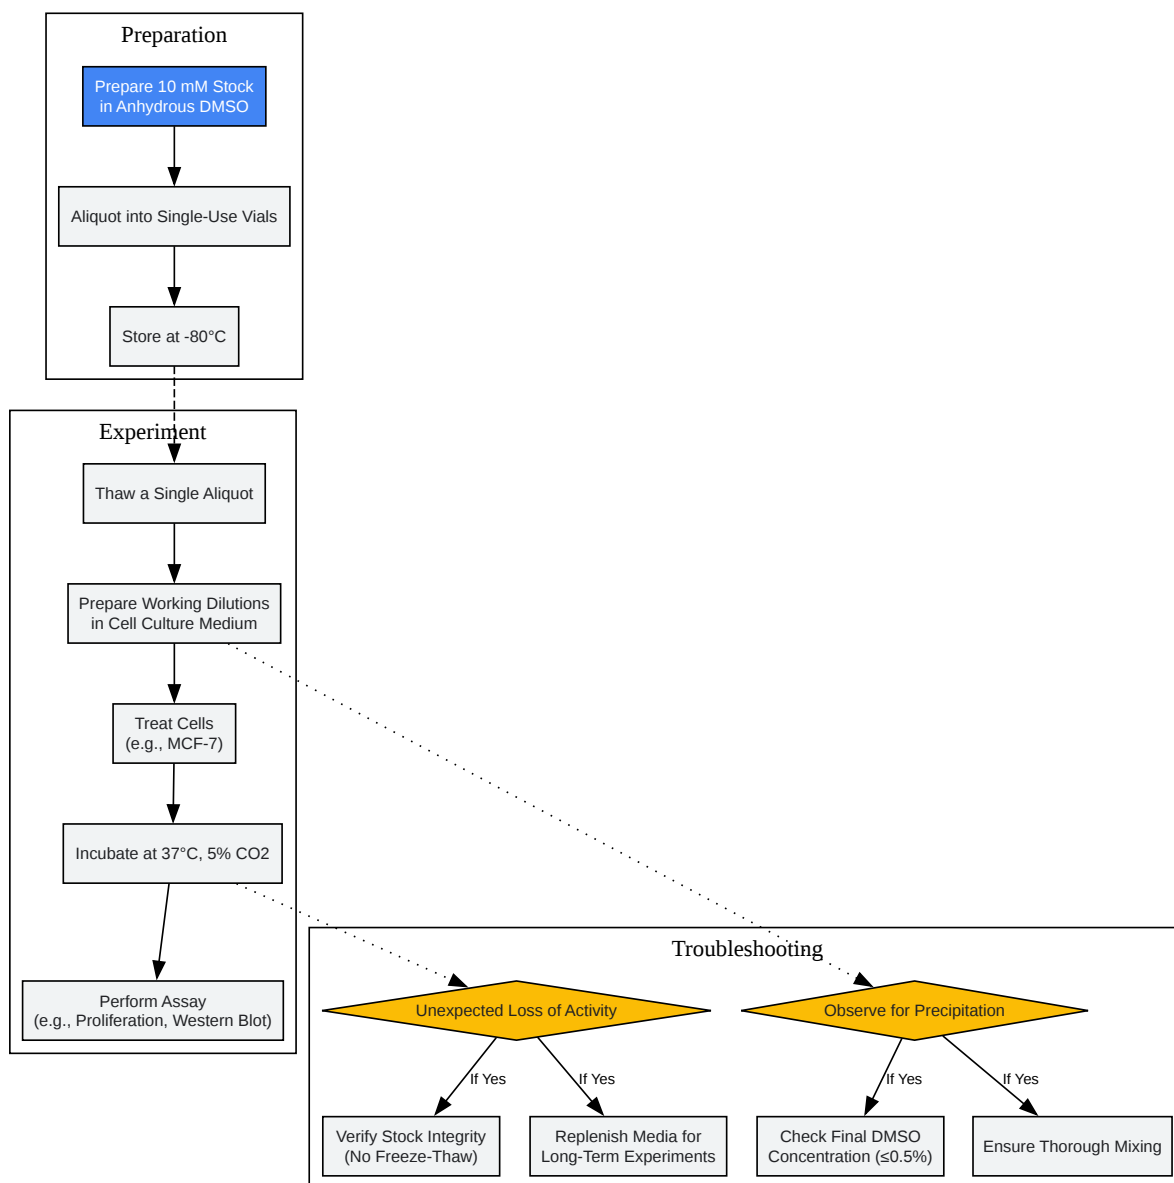 Preparation
Prepare 10 mM Stock
in Anhydrous DMSO
Aliquot into Single-Use Vials
Store at -80°C
Experiment
Thaw a Single Aliquot
Prepare Working Dilutions
in Cell Culture Medium
Treat Cells
(e.g., MCF-7)
Incubate at 37°C, 5% CO2
Perform Assay
(e.g., Proliferation, Western Blot)
Troubleshooting
Unexpected Loss of Activity
Observe for Precipitation
If Yes
If Yes
If Yes
If Yes
Verify Stock Integrity
(No Freeze-Thaw)
Replenish Media for
Long-Term Experiments
Check Final DMSO
Concentration (≤0.5%)
Ensure Thorough Mixing